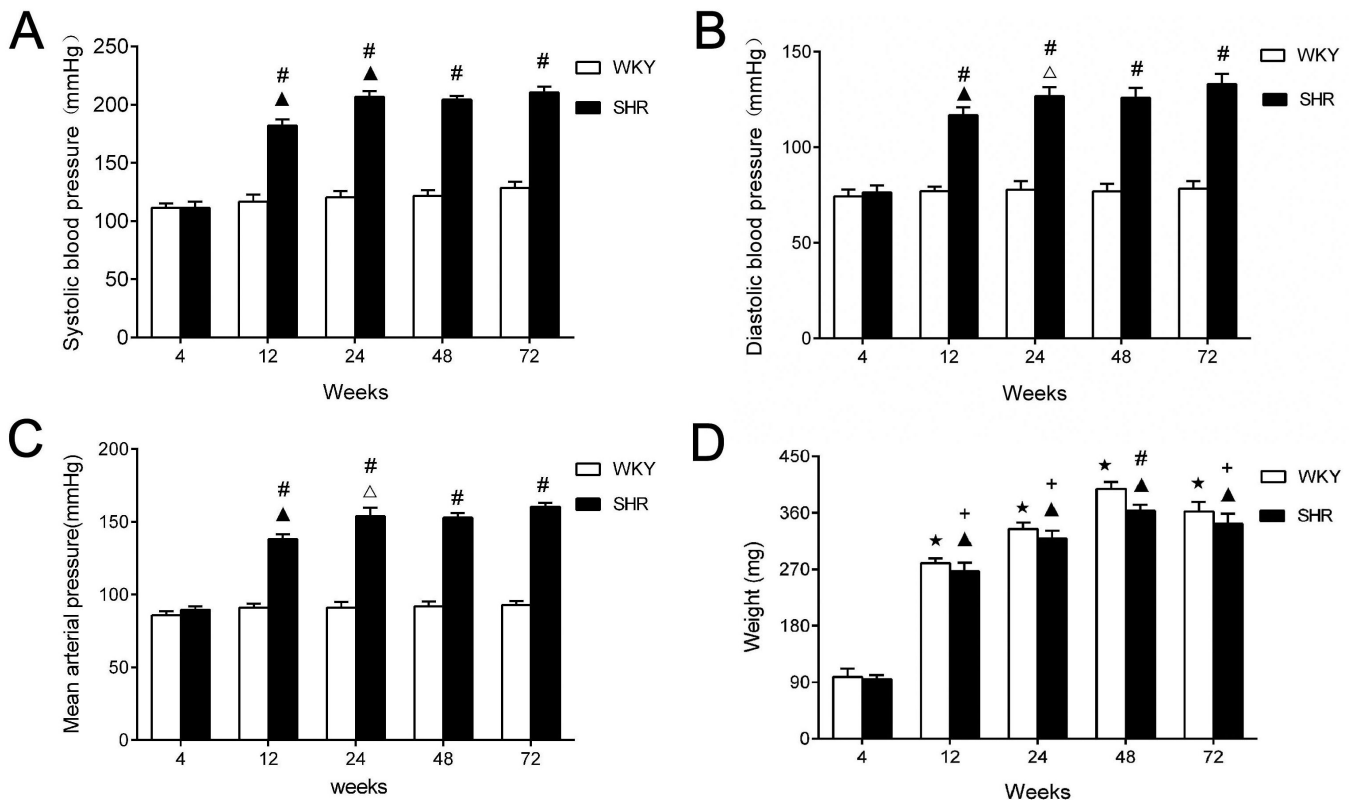 A
Systolic blood pressure (mmHg)
250
200
150
100
50
0
# # # #
▲ ▲
WKY
SHR
4 12 24 48 72
Weeks
B
Diastolic blood pressure (mmHg)
150
100
50
0
# # # #
▲ △
WKY
SHR
4 12 24 48 72
Weeks
C
Mean arterial pressure(mmHg)
200
150
100
50
0
# # # #
▲ △
WKY
SHR
4 12 24 48 72
weeks
D
Weight (mg)
450
360
270
180
90
0
★ + ★ + ★ # ★ +
▲ ▲ ▲ ▲
WKY
SHR
4 12 24 48 72
Weeks